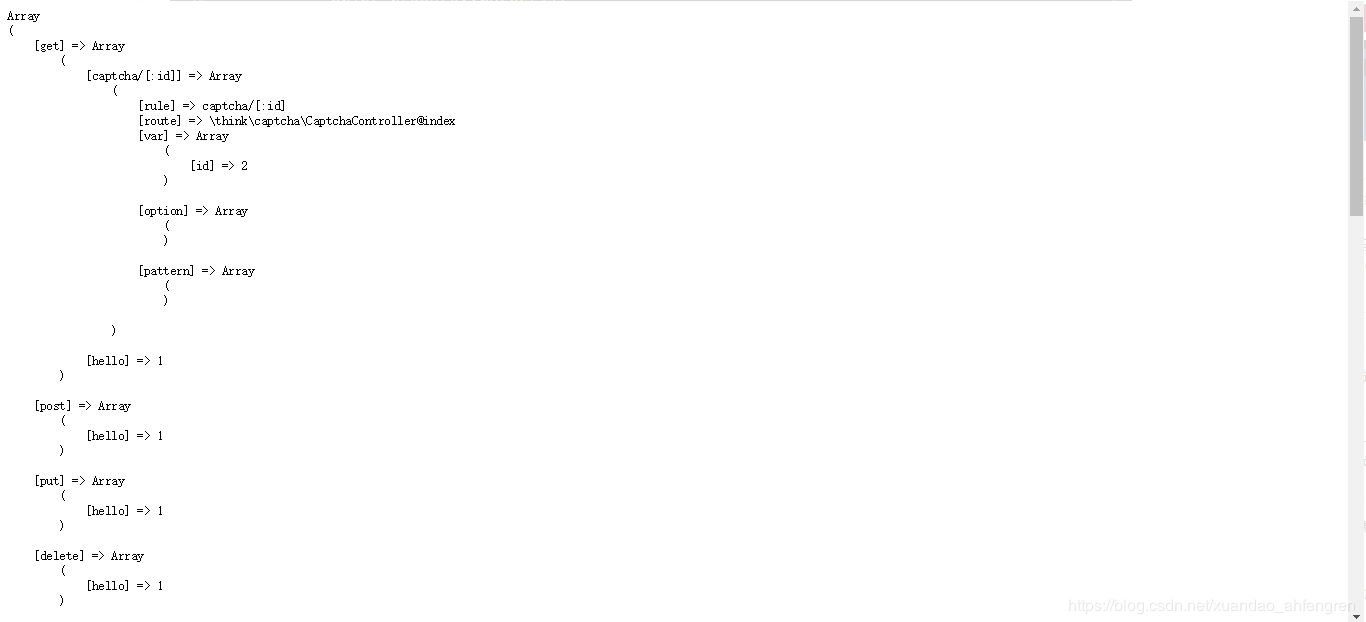 Array
(
[get] => Array
(
[captcha/[:id]] => Array
(
[rule] => captcha/[:id]
[route] => \think\captcha\CaptchaController@index
[var] => Array
(
[id] => 2
)
[option] => Array
(
)
[pattern] => Array
(
)
)
[hello] => 1
)
[post] => Array
(
[hello] => 1
)
[put] => Array
(
[hello] => 1
)
[delete] => Array
(
[hello] => 1
)
https://blog.csdn.net/xuandao_ahfengren